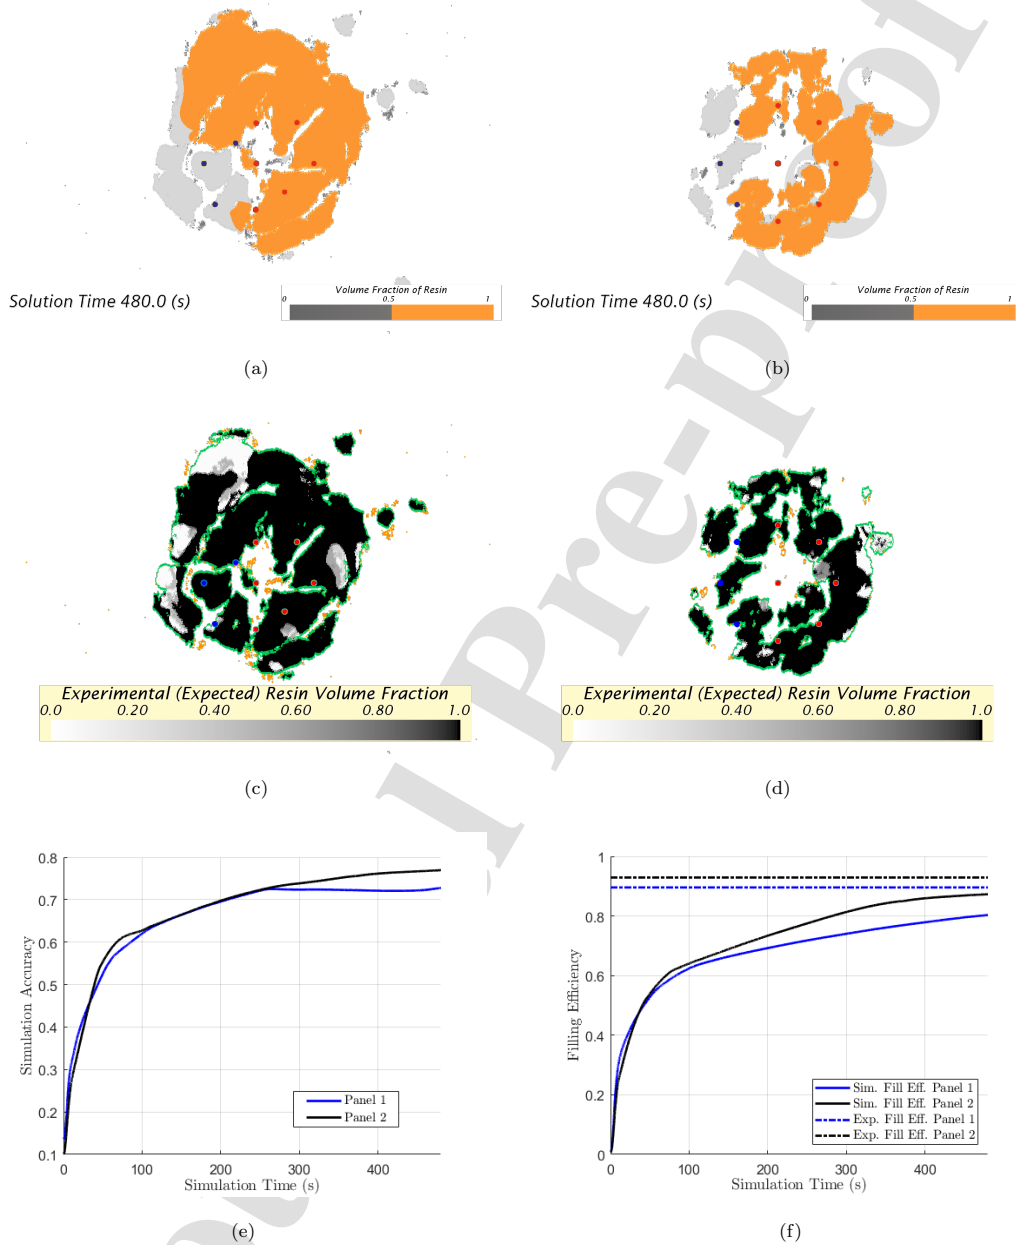 Solution Time 480.0 (s)
Volume Fraction of Resin
0 0.5 1
Solution Time 480.0 (s)
Volume Fraction of Resin
0 0.5 1
(a)
(b)
Experimental (Expected) Resin Volume Fraction
0.0 0.20 0.40 0.60 0.80 1.0
Experimental (Expected) Resin Volume Fraction
0.0 0.20 0.40 0.60 0.80 1.0
(c)
(d)
Simulation Accuracy
0.8
0.7
0.6
0.5
0.4
0.3
0.2
0.1
Panel 1
Panel 2
0 100 200 300 400
Simulation Time (s)
(e)
Filling Efficiency
1
0.8
0.6
0.4
0.2
0
Sim. Fill Eff. Panel 1
Sim. Fill Eff. Panel 2
Exp. Fill Eff. Panel 1
Exp. Fill Eff. Panel 2
0 100 200 300 400
Simulation Time (s)
(f)
Pre-proof